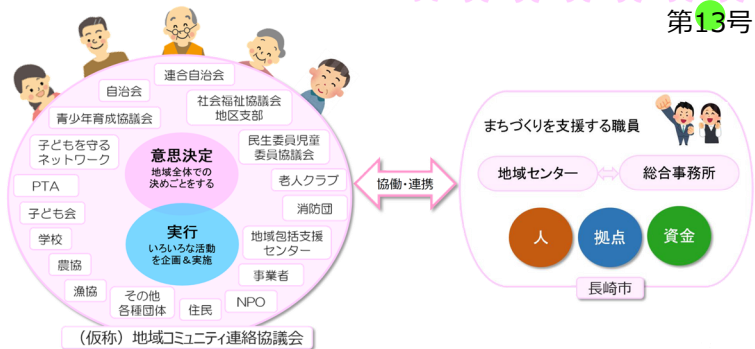 第13号
連合自治会
自治会
社会福祉協議会
地区支部
青少年育成協議会
子どもを守る
ネットワーク
民生委員児童
委員協議会
意思決定
地域全体での
決めごとをする
PTA
老人クラブ
子ども会
消防団
実行
いろいろな活動
を企画&実施
学校
地域包括支援
センター
農協
事業者
漁協
その他
各種団体
住民
NPO
(仮称)地域コミュニティ連絡協議会
協働・連携
まちづくりを支援する職員
地域センター
総合事務所
人
拠点
資金
長崎市